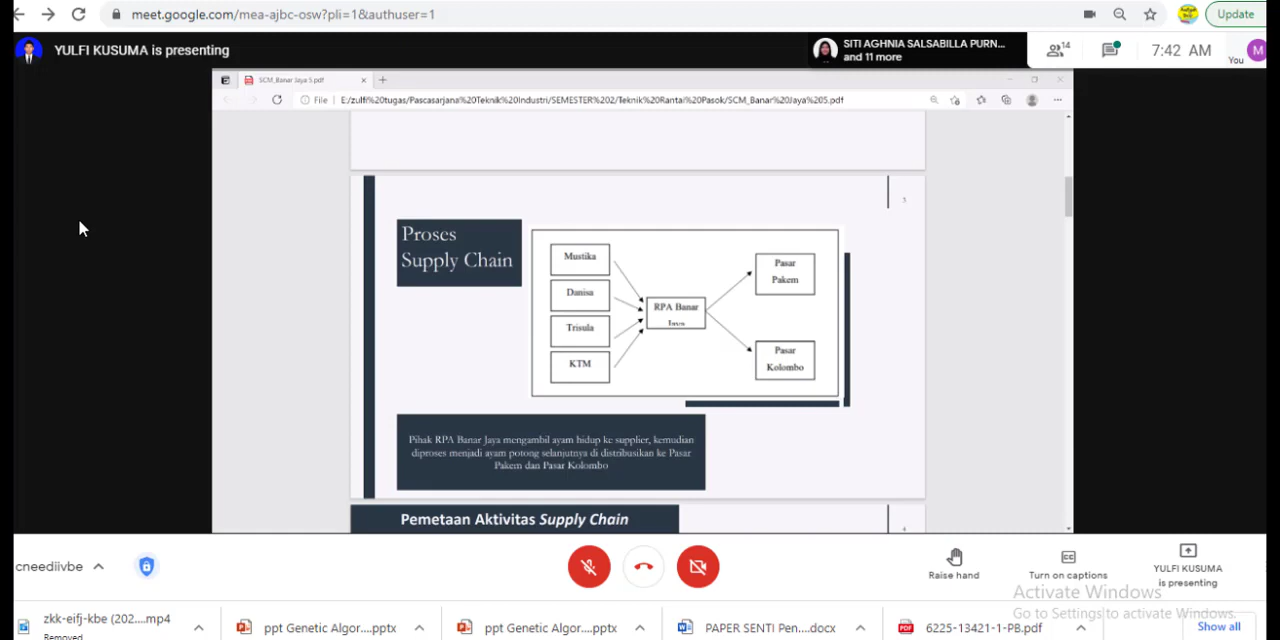 meet.google.com/mea-ajbc-osw?pli=1&authuser=1
Update
YULFI KUSUMA is presenting
SITI AGHNIA SALSABILLA PURN...
and 11 more
14
7:42 AM
You
M
SCM_Banar Jaya 5.pdf
File
E:/zulfi%20tugas/Pascasarjana%20Teknik%20Industri/SEMESTER%202/Teknik%20Rantai%20Pasok/SCM_Banar%20Jaya%205.pdf
3
Proses
Supply Chain
Mustika
Danisa
Trisula
KTM
RPA Banar
Jaya
Pasar
Pakem
Pasar
Kolombo
Pihak RPA Banar Jaya mengambil ayam hidup ke supplier, kemudian
diproses menjadi ayam potong selanjutnya di distribusikan ke Pasar
Pakem dan Pasar Kolombo
Pemetaan Aktivitas Supply Chain
4
cneediivbe
Raise hand
Turn on captions
YULFI KUSUMA
is presenting
Activate Windows
Go to Settings to activate Windows.
zkk-eifj-kbe (202....mp4
Removed
ppt Genetic Algor....pptx
ppt Genetic Algor....pptx
PAPER SENTI Pen....docx
6225-13421-1-PB.pdf
Show all